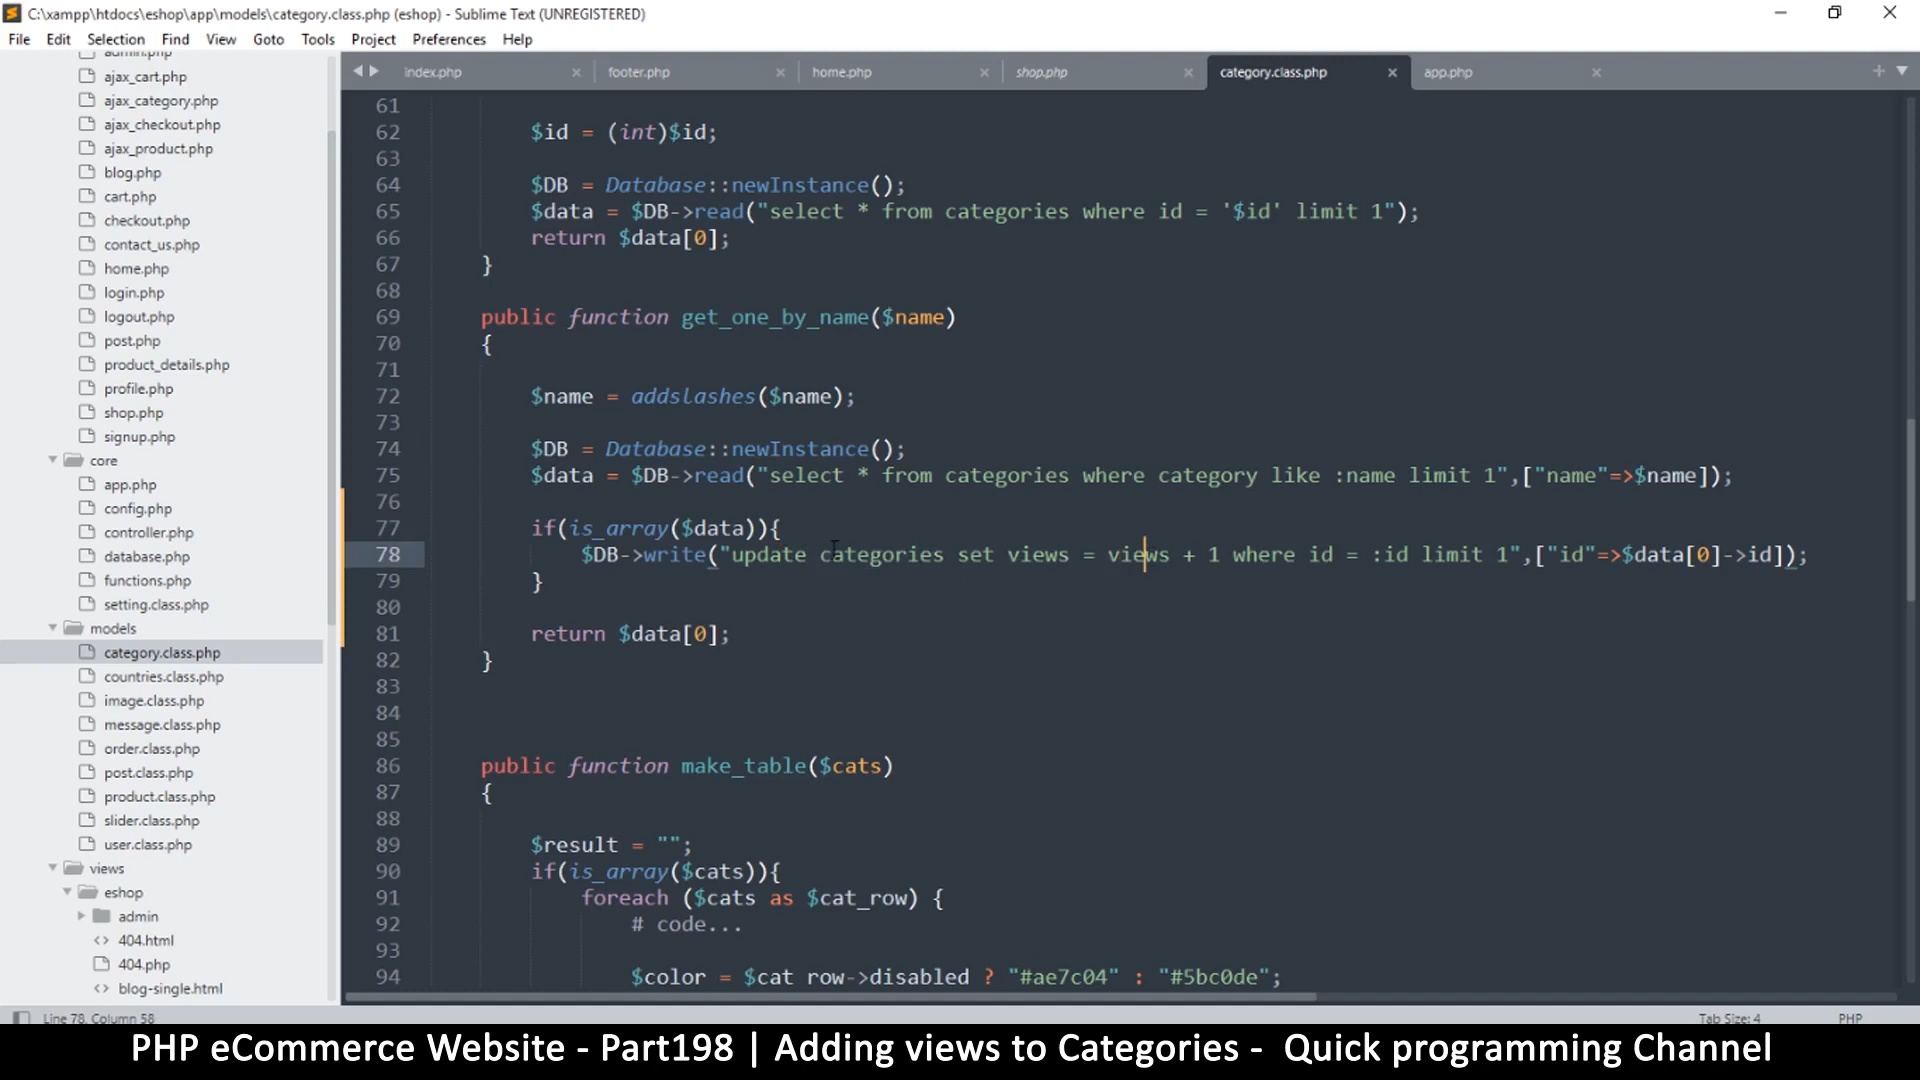 C:\xampp\htdocs\eshop\app\models\category.class.php (eshop) - Sublime Text (UNREGISTERED)
File Edit Selection Find View Goto Tools Project Preferences Help
index.php footer.php home.php shop.php category.class.php app.php
admin.php
ajax_cart.php
ajax_category.php
ajax_checkout.php
ajax_product.php
blog.php
cart.php
checkout.php
contact_us.php
home.php
login.php
logout.php
post.php
product_details.php
profile.php
shop.php
signup.php
core
app.php
config.php
controller.php
database.php
functions.php
setting.class.php
models
category.class.php
countries.class.php
image.class.php
message.class.php
order.class.php
post.class.php
product.class.php
slider.class.php
user.class.php
views
eshop
admin
404.html
404.php
blog-single.html
61
62 $id = (int)$id;
63
64 $DB = Database::newInstance();
65 $data = $DB->read("select * from categories where id = '$id' limit 1");
66 return $data[0];
67 }
68
69 public function get_one_by_name($name)
70 {
71
72 $name = addslashes($name);
73
74 $DB = Database::newInstance();
75 $data = $DB->read("select * from categories where category like :name limit 1",["name"=>$name]);
76
77 if(is_array($data)){
78 $DB->write("update categories set views = views + 1 where id = :id limit 1",["id"=>$data[0]->id]);
79 }
80
81 return $data[0];
82 }
83
84
85
86 public function make_table($cats)
87 {
88
89 $result = "";
90 if(is_array($cats)){
91 foreach ($cats as $cat_row) {
92 # code...
93
94 $color = $cat_row->disabled ? "#ae7c04" : "#5bc0de";
Line 78, Column 58 Tab Size: 4 PHP
PHP eCommerce Website - Part198 | Adding views to Categories - Quick programming Channel